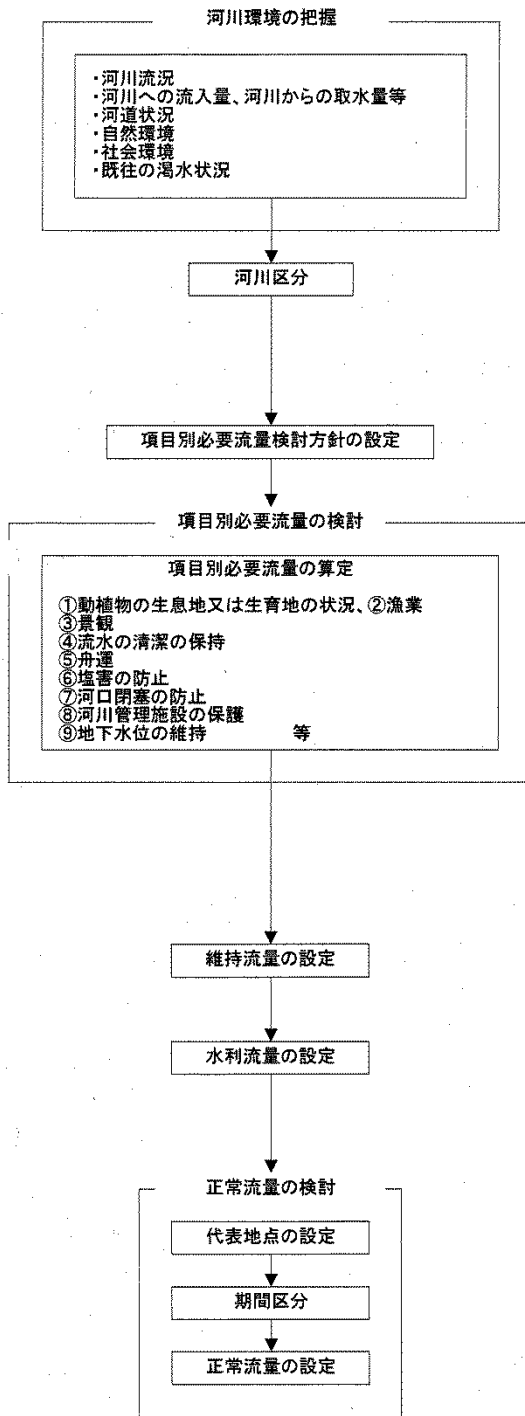 河川環境の把握
・河川流況
・河川への流入量、河川からの取水量等
・河道状況
・自然環境
・社会環境
・既往の渇水状況
河川区分
項目別必要流量検討方針の設定
項目別必要流量の検討
項目別必要流量の算定
①動植物の生息地又は生育地の状況、②漁業
③景観
④流水の清潔の保持
⑤舟運
⑥塩害の防止
⑦河口閉塞の防止
⑧河川管理施設の保護
⑨地下水位の維持　　　　等
維持流量の設定
水利流量の設定
正常流量の検討
代表地点の設定
期間区分
正常流量の設定